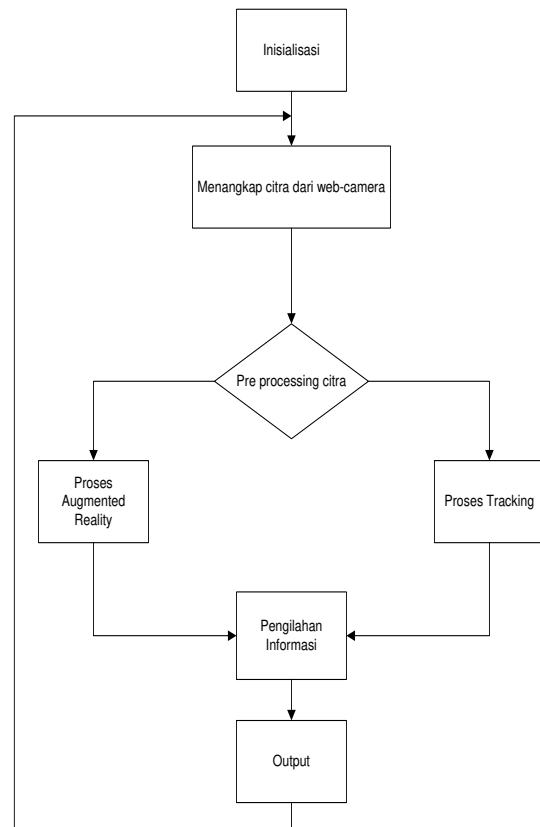 Inisialisasi
Menangkap citra dari web-camera
Pre processing citra
Proses
Augmented
Reality
Proses Tracking
Pengilahan
Informasi
Output